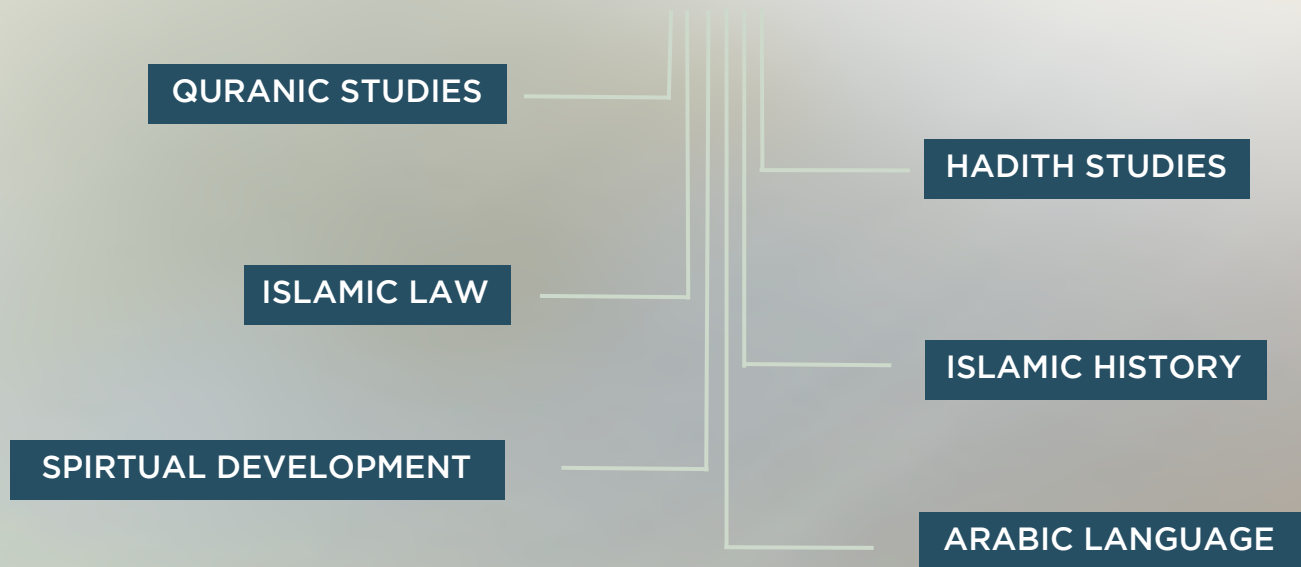 QURANIC STUDIES
HADITH STUDIES
ISLAMIC LAW
ISLAMIC HISTORY
SPIRTUAL DEVELOPMENT
ARABIC LANGUAGE